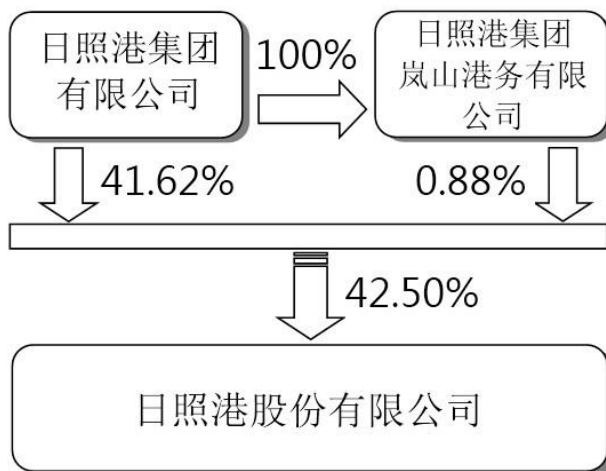 日照港集团
有限公司
100%
日照港集团
岚山港务有限
公司
41.62%
0.88%
42.50%
日照港股份有限公司